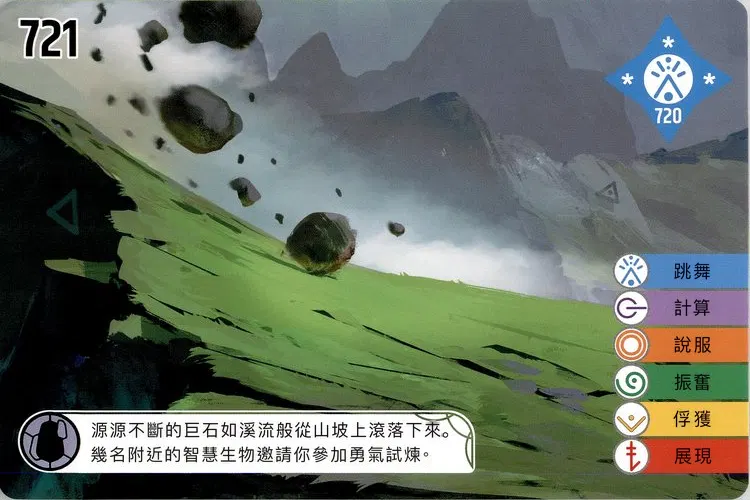 721
720
跳舞
計算
說服
振奮
俘獲
展現
源源不斷的巨石如溪流般從山坡上滾落下來。
幾名附近的智慧生物邀請你參加勇氣試煉。